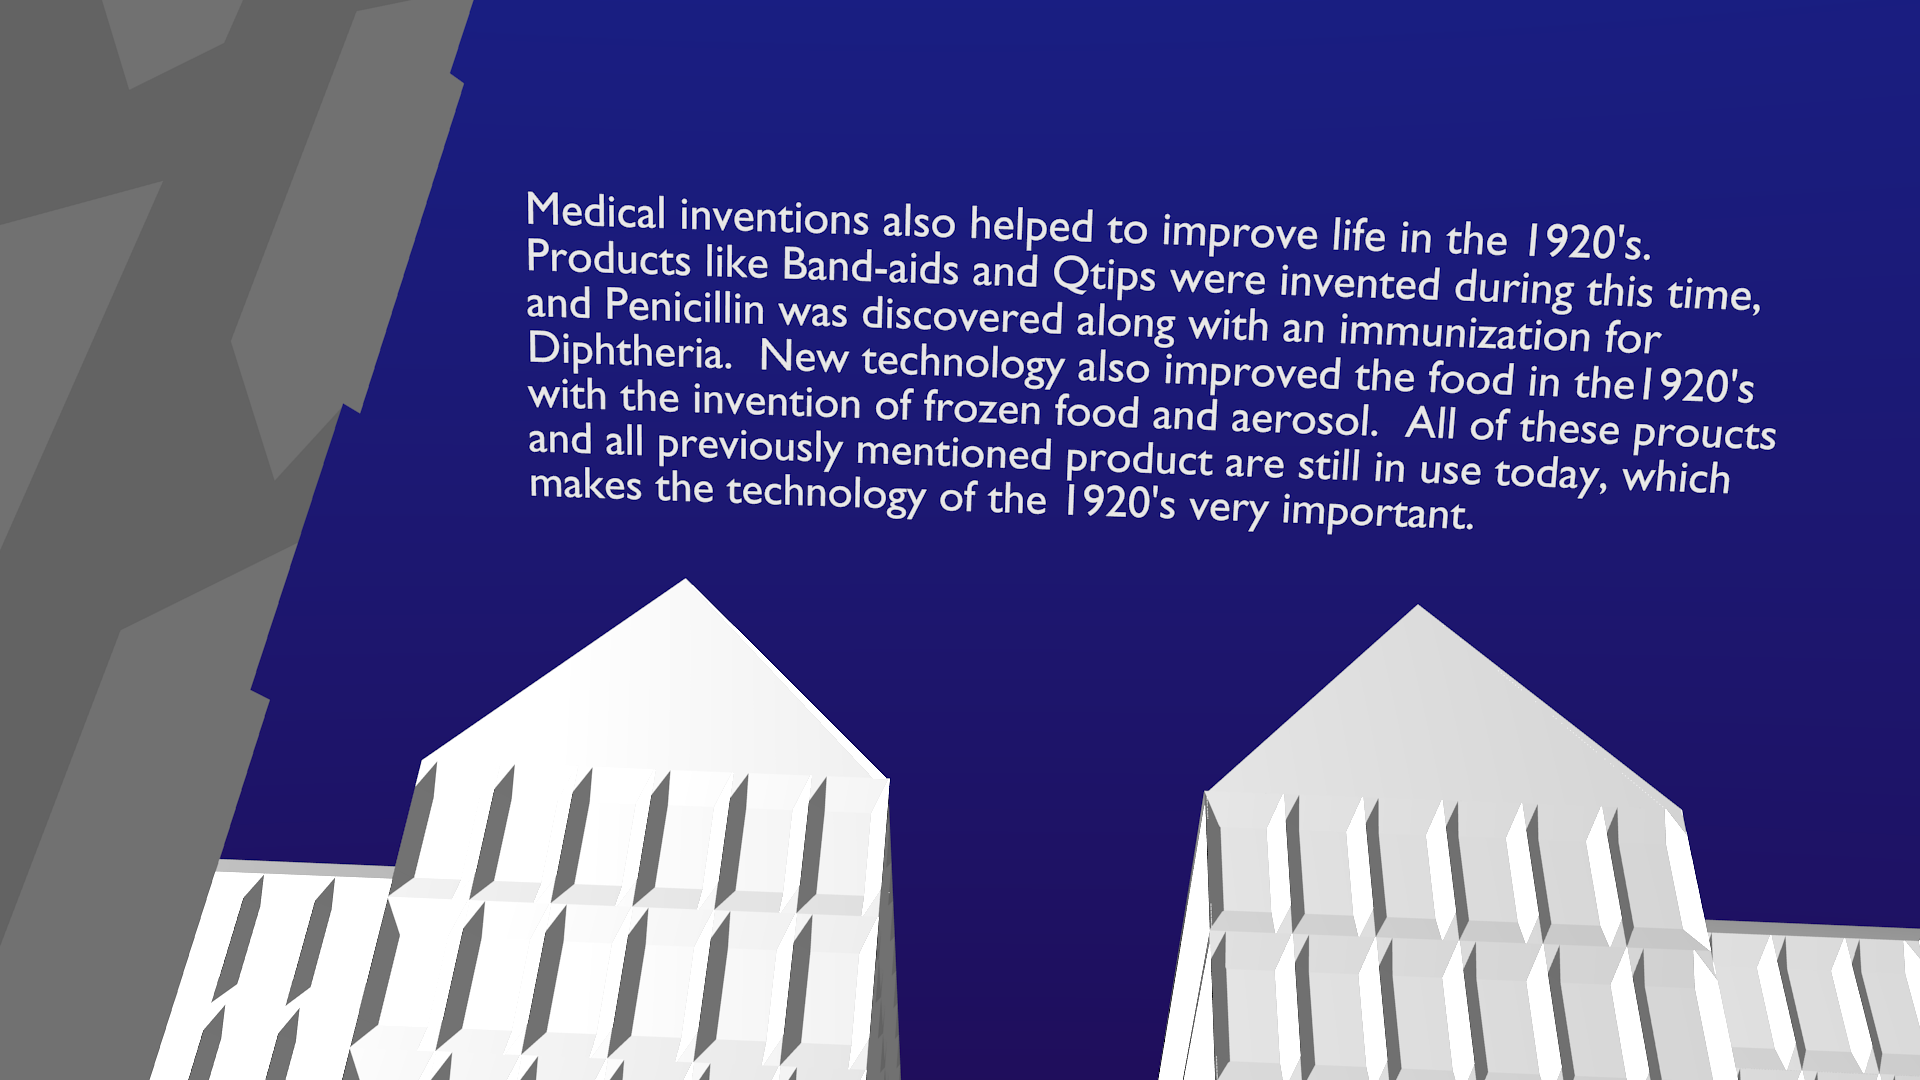 Medical inventions also helped to improve life in the 1920's.
Products like Band-aids and Qtips were invented during this time,
and Penicillin was discovered along with an immunization for
Diphtheria.  New technology also improved the food in the1920's
with the invention of frozen food and aerosol.  All of these proucts
and all previously mentioned product are still in use today, which
makes the technology of the 1920's very important.